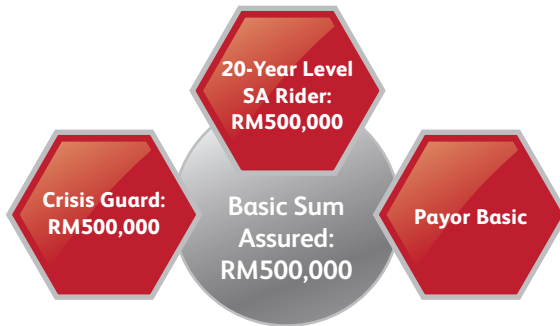 20-Year Level
SA Rider:
RM500,000
Crisis Guard:
RM500,000
Basic Sum
Assured:
RM500,000
Payor Basic